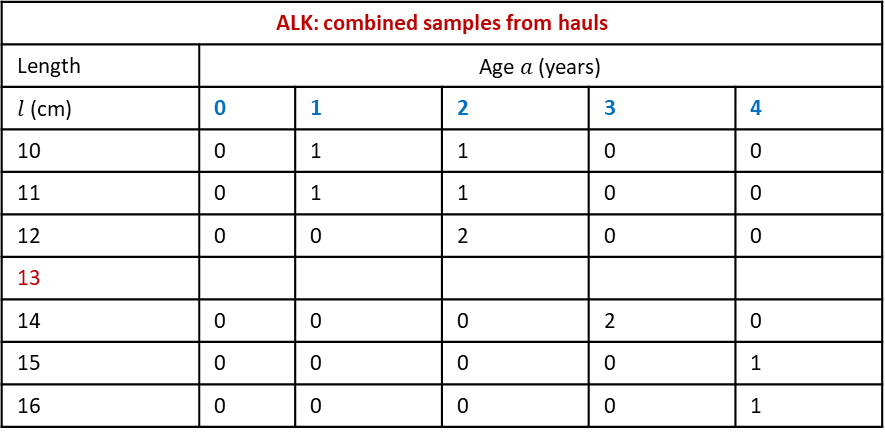 ALK: combined samples from hauls
Length Age a (years)
l (cm) 0 1 2 3 4
10 0 1 1 0 0
11 0 1 1 0 0
12 0 0 2 0 0
13
14 0 0 0 2 0
15 0 0 0 0 1
16 0 0 0 0 1